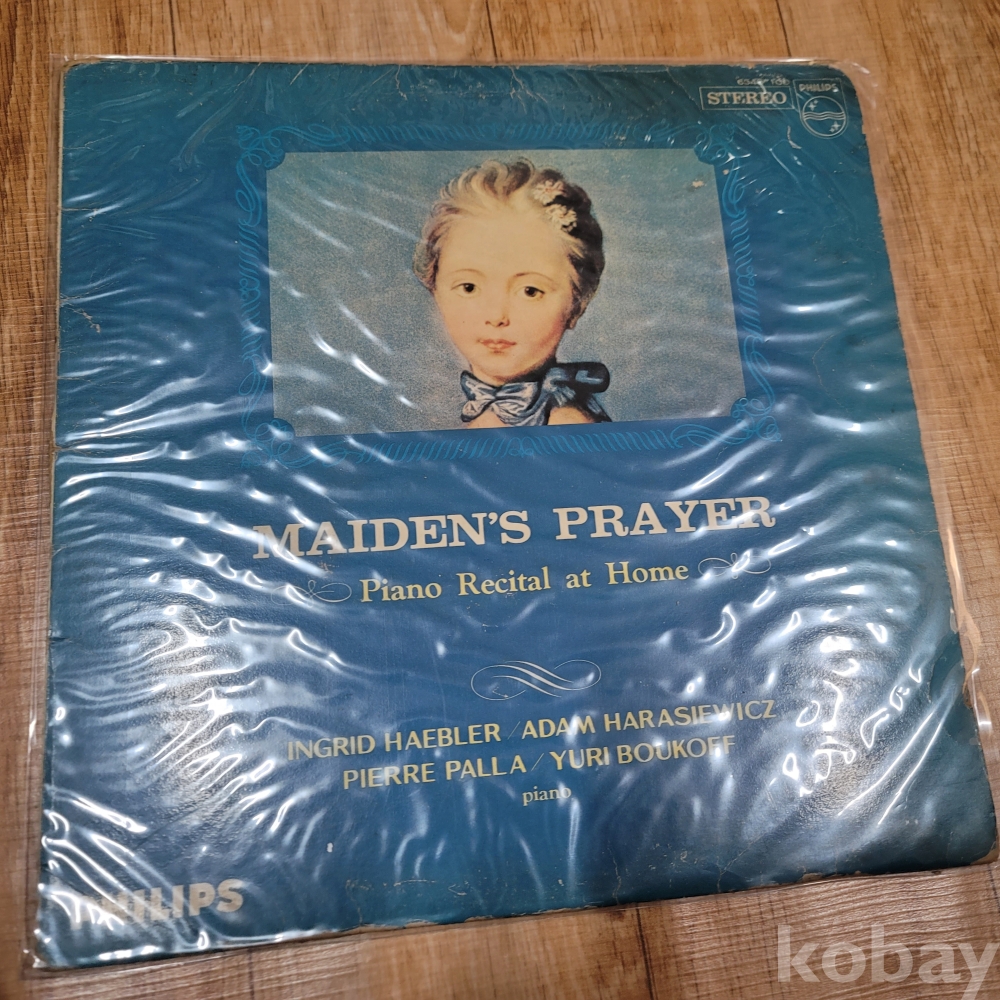 STEREO
PHILIPS
MAIDEN'S PRAYER
Piano Recital at Home
INGRID HAEBLER / ADAM HARASIEWICZ
PIERRE PALLA / YURI BOUKOFF
piano
PHILIPS
kobay